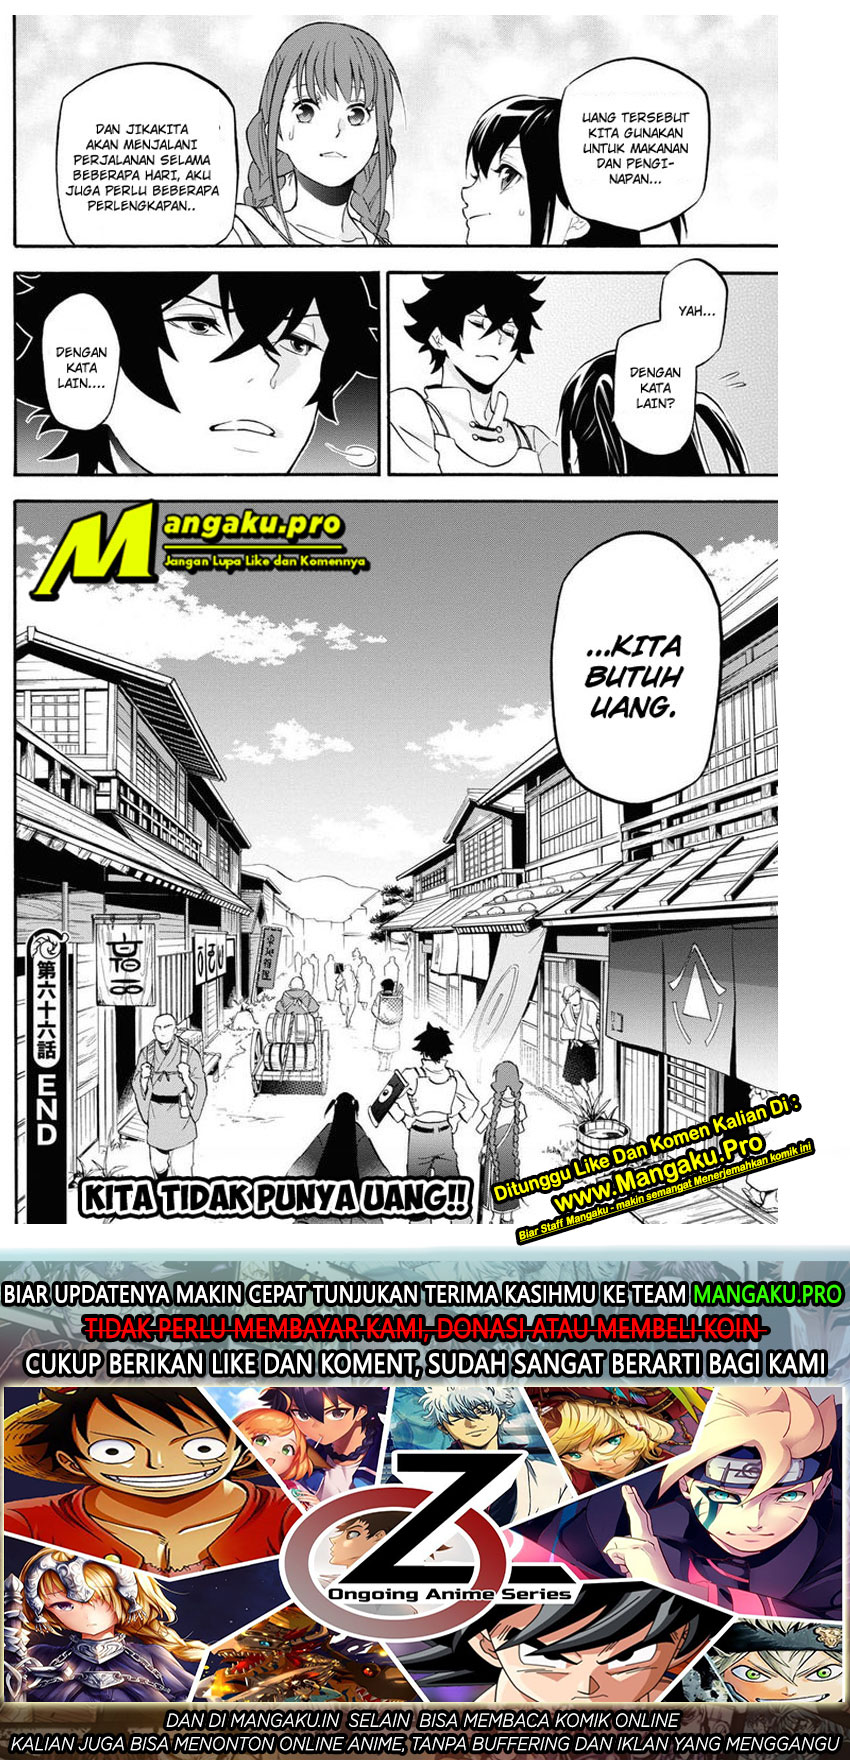 UANG TERSEBUT
KITA GUNAKAN
UNTUK MAKANAN
DAN PENGI-
NAPAN...
DAN JIKAKITA
AKAN MENJALANI
PERJALANAN SELAMA
BEBERAPA HARI, AKU
JUGA PERLU BEBERAPA
PERLENGKAPAN..
YAH...
DENGAN
KATA
LAIN?
DENGAN
KATA
LAIN....
Mangaku.pro
Jangan Lupa Like dan Komennya
...KITA
BUTUH
UANG.
第六十六話
END
KITA TIDAK PUNYA UANG!!
Ditunggu Like Dan Komen Kalian Di :
www.Mangaku.Pro
Biar Staff Mangaku - makin semangat Menerjemahkan komik ini
BIAR UPDATENYA MAKIN CEPAT TUNJUKAN TERIMA KASIHMU KE TEAM MANGAKU.PRO
TIDAK PERLU MEMBAYAR KAMI, DONASI ATAU MEMBELI KOIN
CUKUP BERIKAN LIKE DAN KOMENT, SUDAH SANGAT BERARTI BAGI KAMI
Z
Ongoing Anime Series
DAN DI MANGAKU.IN SELAIN BISA MEMBACA KOMIK ONLINE
KALIAN JUGA BISA MENONTON ONLINE ANIME, TANPA BUFFERING DAN IKLAN YANG MENGGANGU